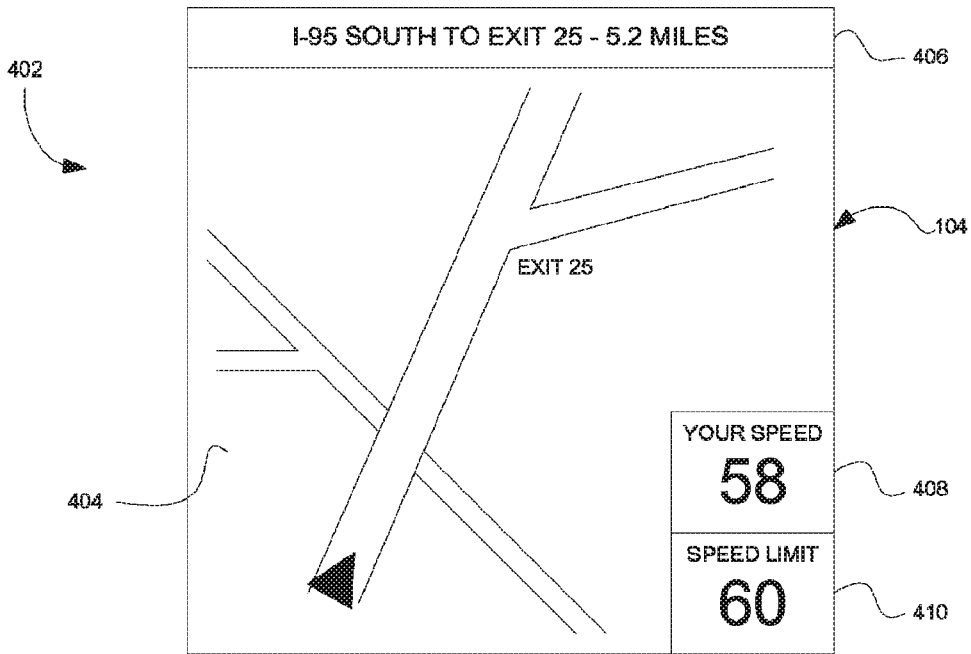 I-95 SOUTH TO EXIT 25 - 5.2 MILES
406
402
104
EXIT 25
YOUR SPEED
58
408
404
SPEED LIMIT
60
410